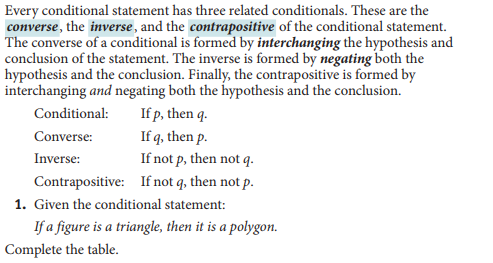 Every conditional statement has three related conditionals. These are the
converse, the inverse, and the contrapositive of the conditional statement.
The converse of a conditional is formed by interchanging the hypothesis and
conclusion of the statement. The inverse is formed by negating both the
hypothesis and the conclusion. Finally, the contrapositive is formed by
interchanging and negating both the hypothesis and the conclusion.
Conditional: If p, then q.
Converse: If q, then p.
Inverse: If not p, then not q.
Contrapositive: If not q, then not p.
1. Given the conditional statement:
If a figure is a triangle, then it is a polygon.
Complete the table.